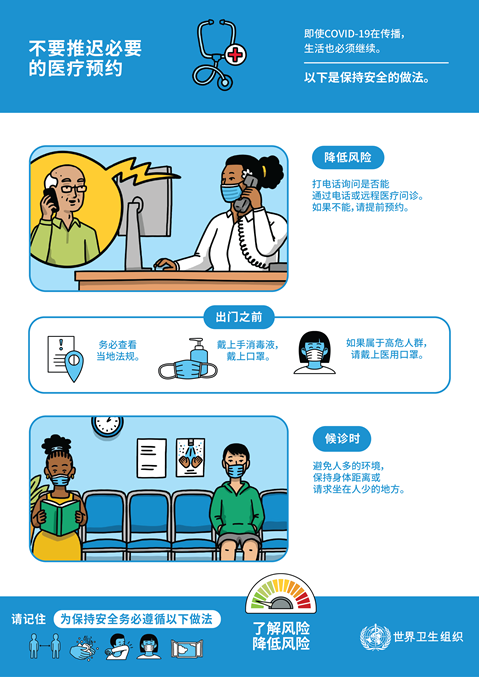 不要推迟必要
的医疗预约
即使COVID-19在传播，
生活也必须继续。
以下是保持安全的做法。
降低风险
打电话询问是否能
通过电话或远程医疗问诊。
如果不能，请提前预约。
出门之前
务必查看
当地法规。
戴上手消毒液，
戴上口罩。
如果属于高危人群，
请戴上医用口罩。
候诊时
避免人多的环境，
保持身体距离或
请求坐在人少的地方。
请记住
为保持安全务必遵循以下做法
了解风险
降低风险
世界卫生组织